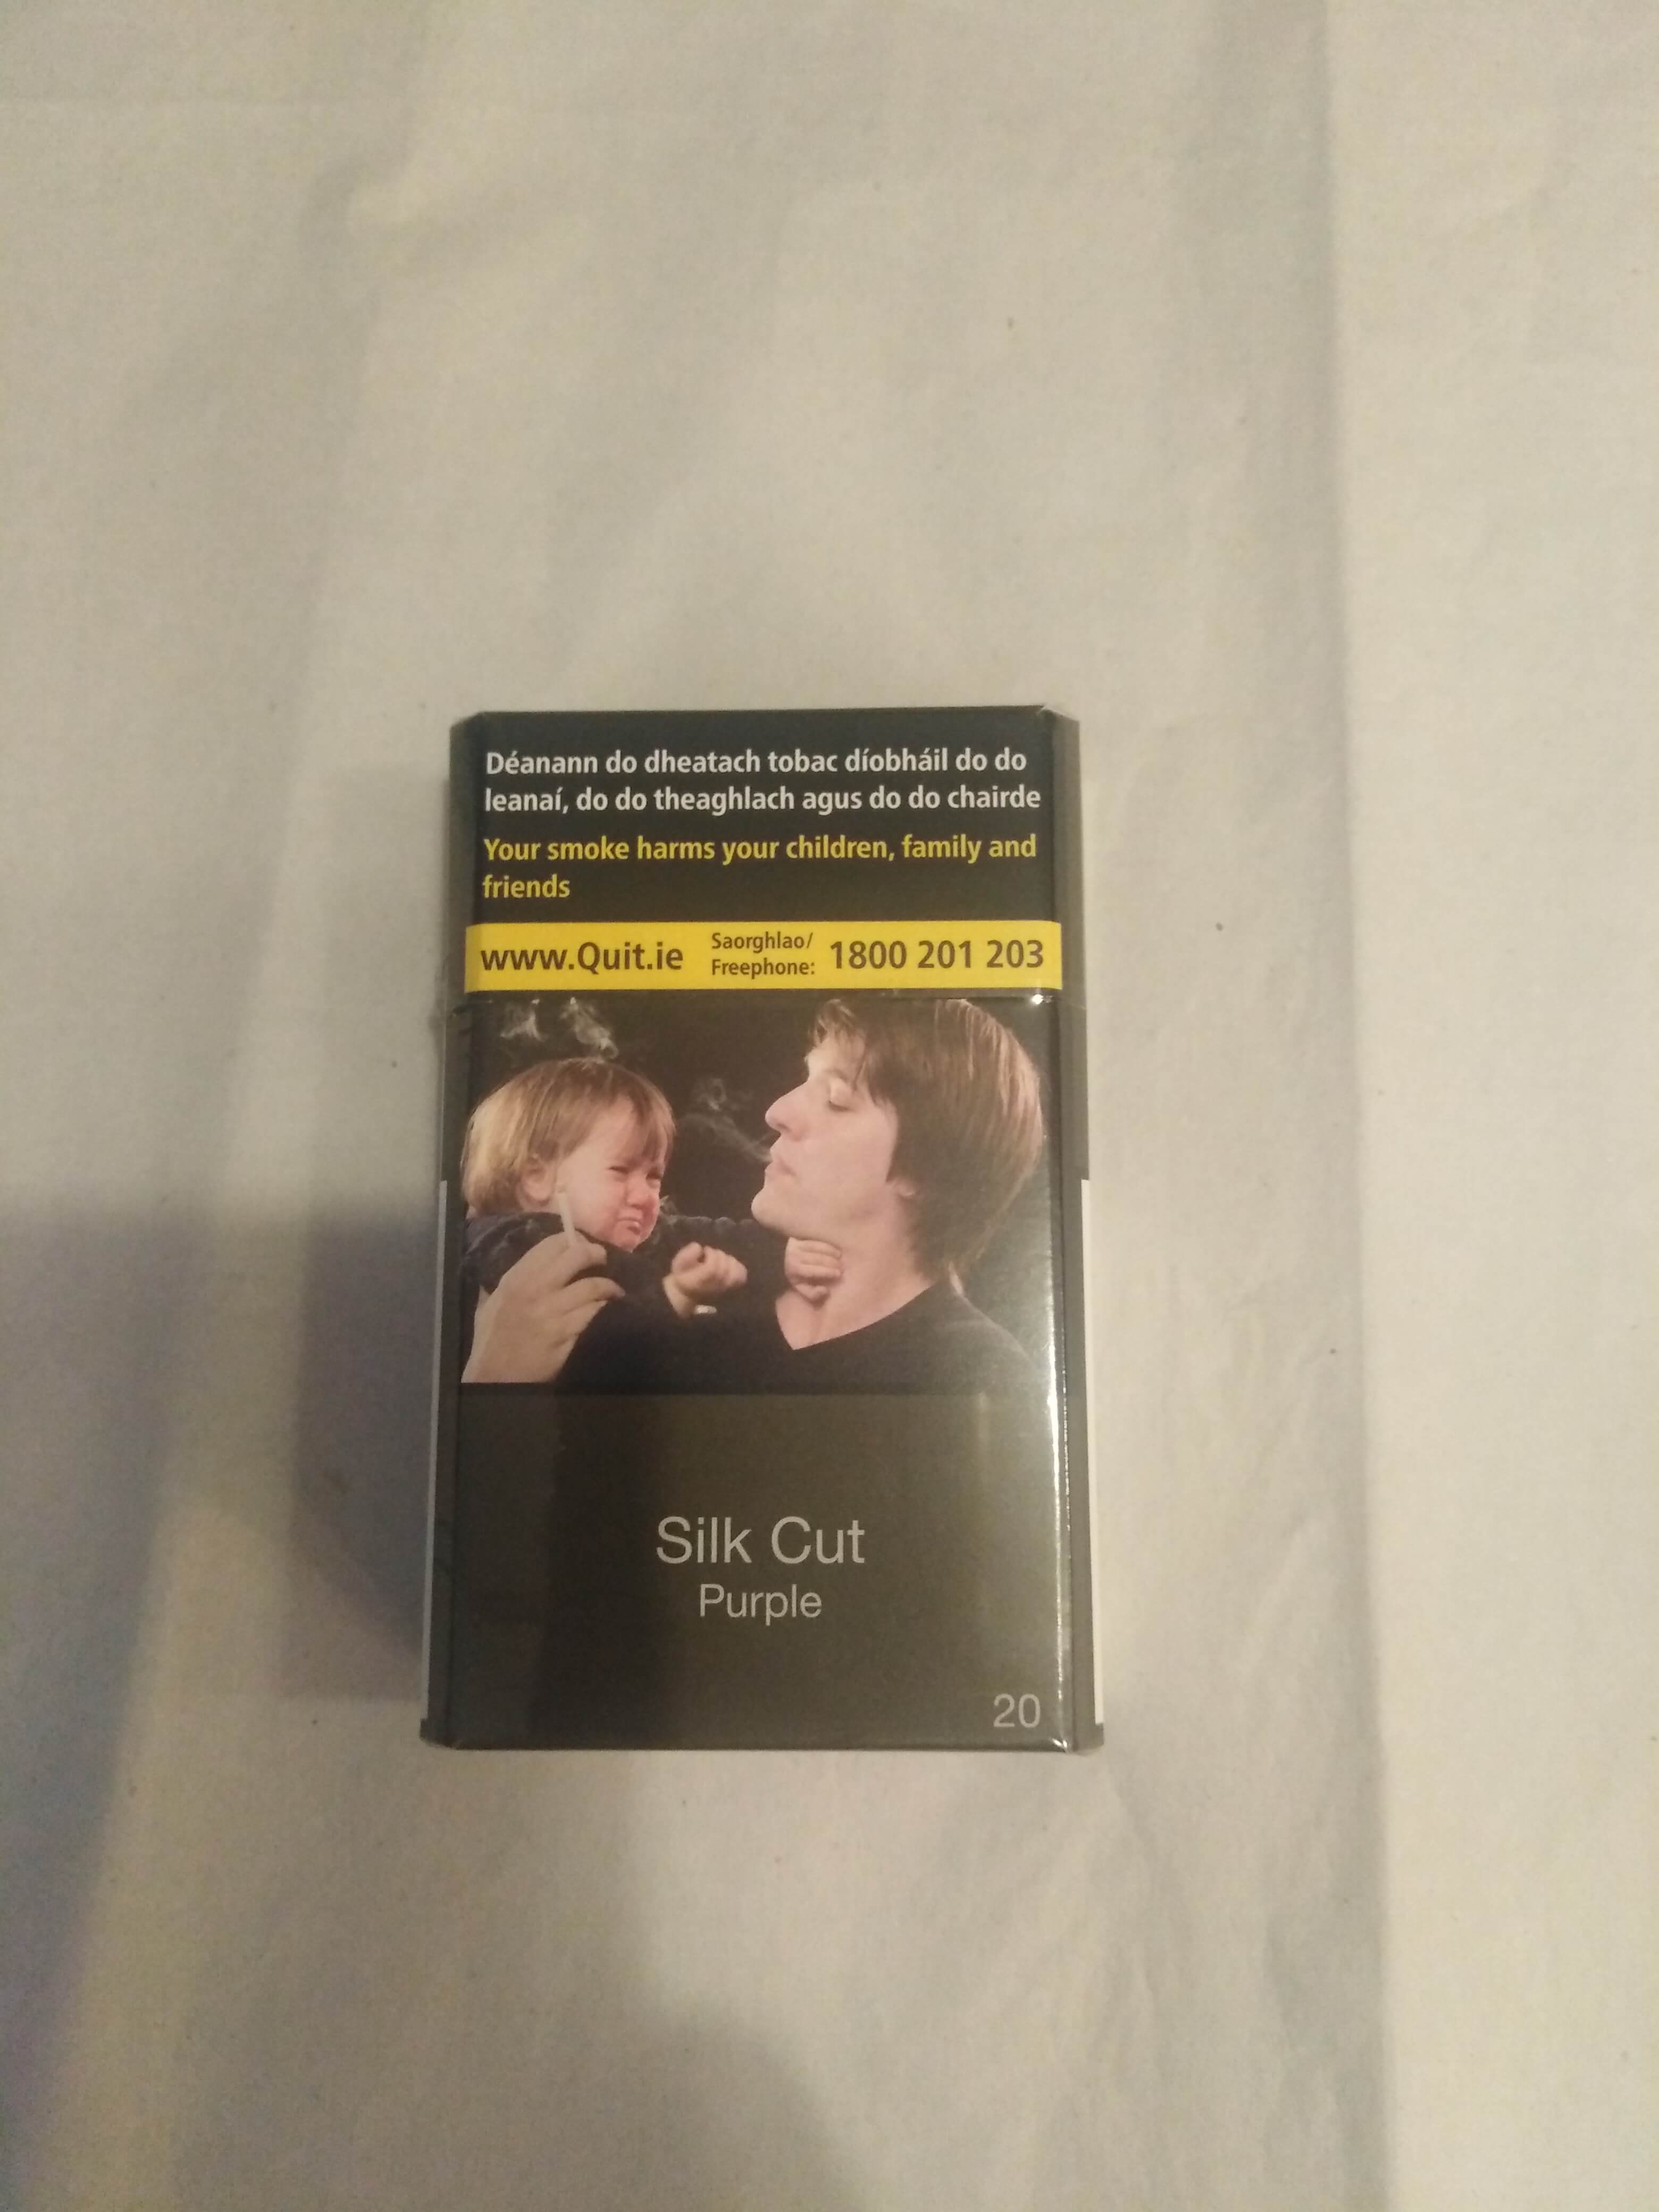 Déanann do dheatach tobac díobháil do do
leanaí, do do theaghlach agus do do chairde
Your smoke harms your children, family and
friends
www.Quit.ie Saorghlao/
Freephone: 1800 201 203
Silk Cut
Purple
20